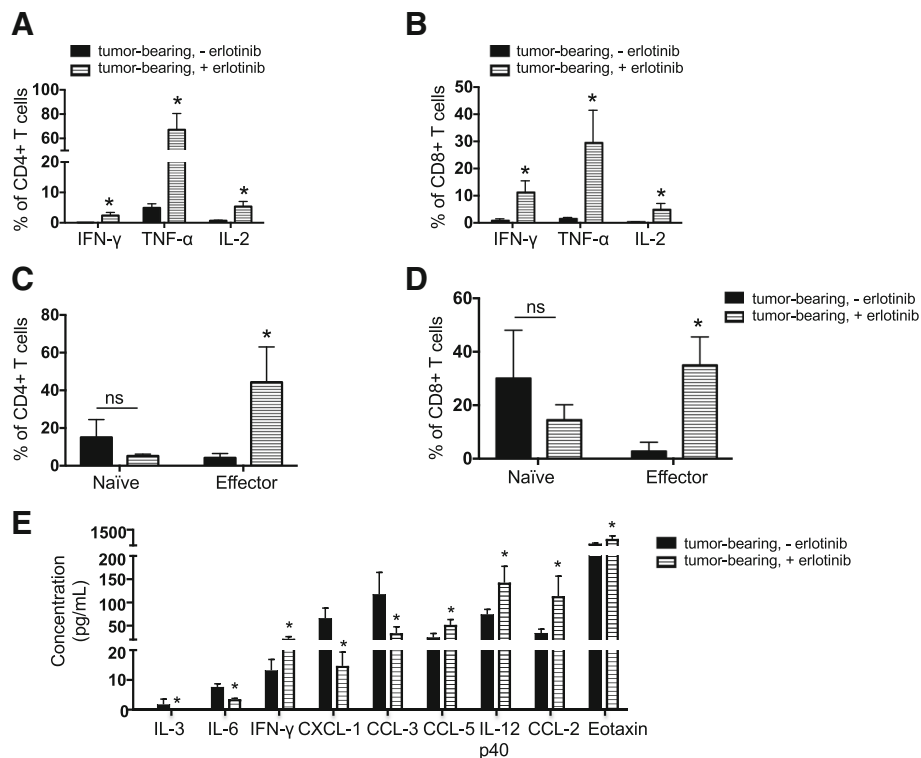 A
tumor-bearing, - erlotinib
tumor-bearing, + erlotinib
% of CD4+ T cells
100
80
60
10
5
0
*
*
*
IFN-γ TNF-α IL-2
B
tumor-bearing, - erlotinib
tumor-bearing, + erlotinib
% of CD8+ T cells
50
40
30
20
10
0
*
*
*
IFN-γ TNF-α IL-2
C
% of CD4+ T cells
80
60
40
20
0
ns
*
Naïve Effector
D
tumor-bearing, - erlotinib
tumor-bearing, + erlotinib
% of CD8+ T cells
60
40
20
0
ns
*
Naïve Effector
E
tumor-bearing, - erlotinib
tumor-bearing, + erlotinib
Concentration
(pg/mL)
1500
200
150
100
50
20
10
0
* * * * * * * * *
IL-3 IL-6 IFN-γ CXCL-1 CCL-3 CCL-5 IL-12 CCL-2 Eotaxin
p40